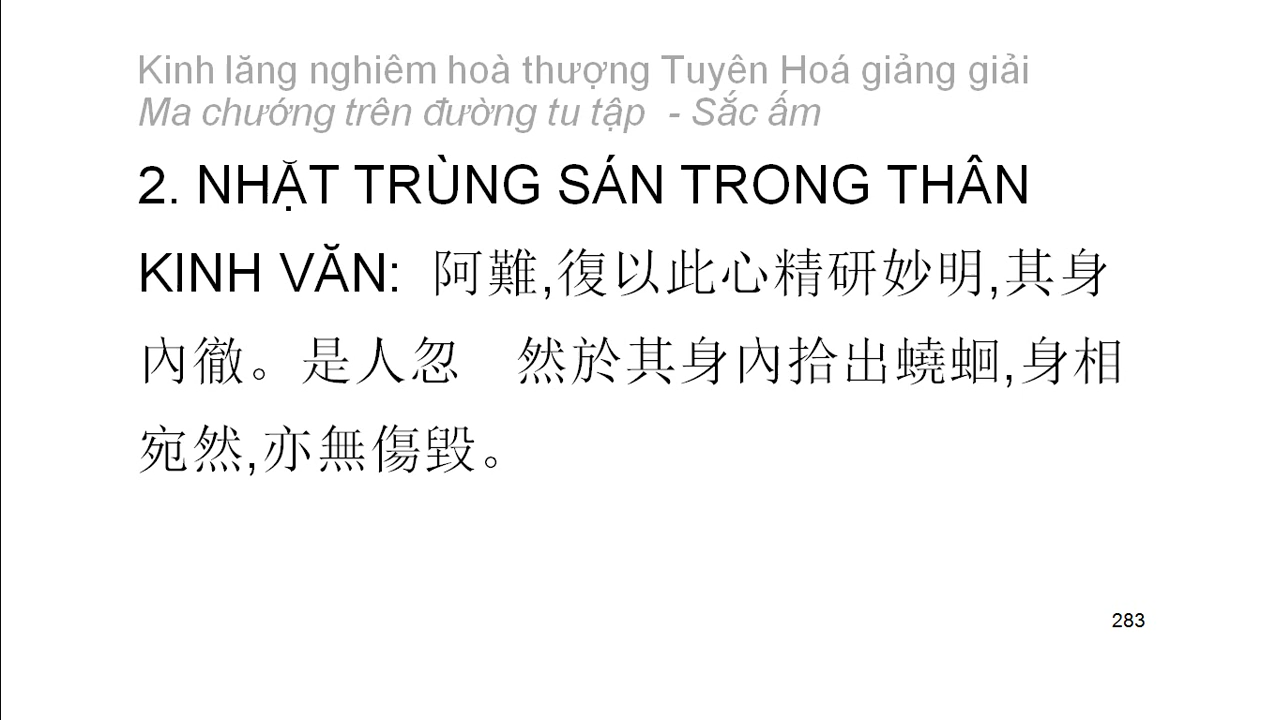 Kinh lăng nghiêm hoà thượng Tuyên Hoá giảng giải
Ma chướng trên đường tu tập - Sắc ấm
2. NHẶT TRÙNG SÁN TRONG THÂN
KINH VĂN: 阿難,復以此心精研妙明,其身
內徹。是人忽 然於其身內拾出蟯蛔,身相
宛然,亦無傷毀。
283